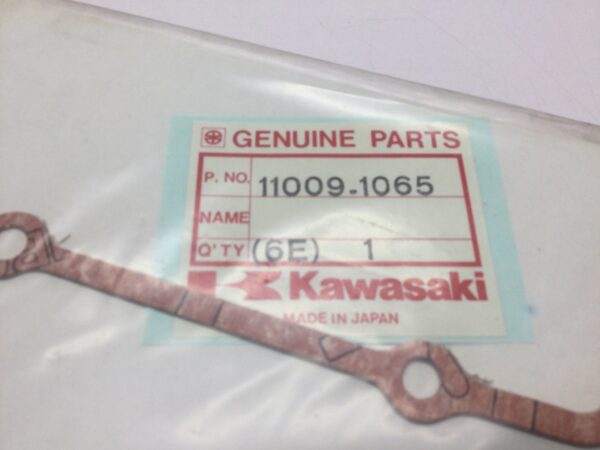 GENUINE PARTS
P. NO. 11009-1065
NAME
Q'TY (6E) 1
Kawasaki
MADE IN JAPAN